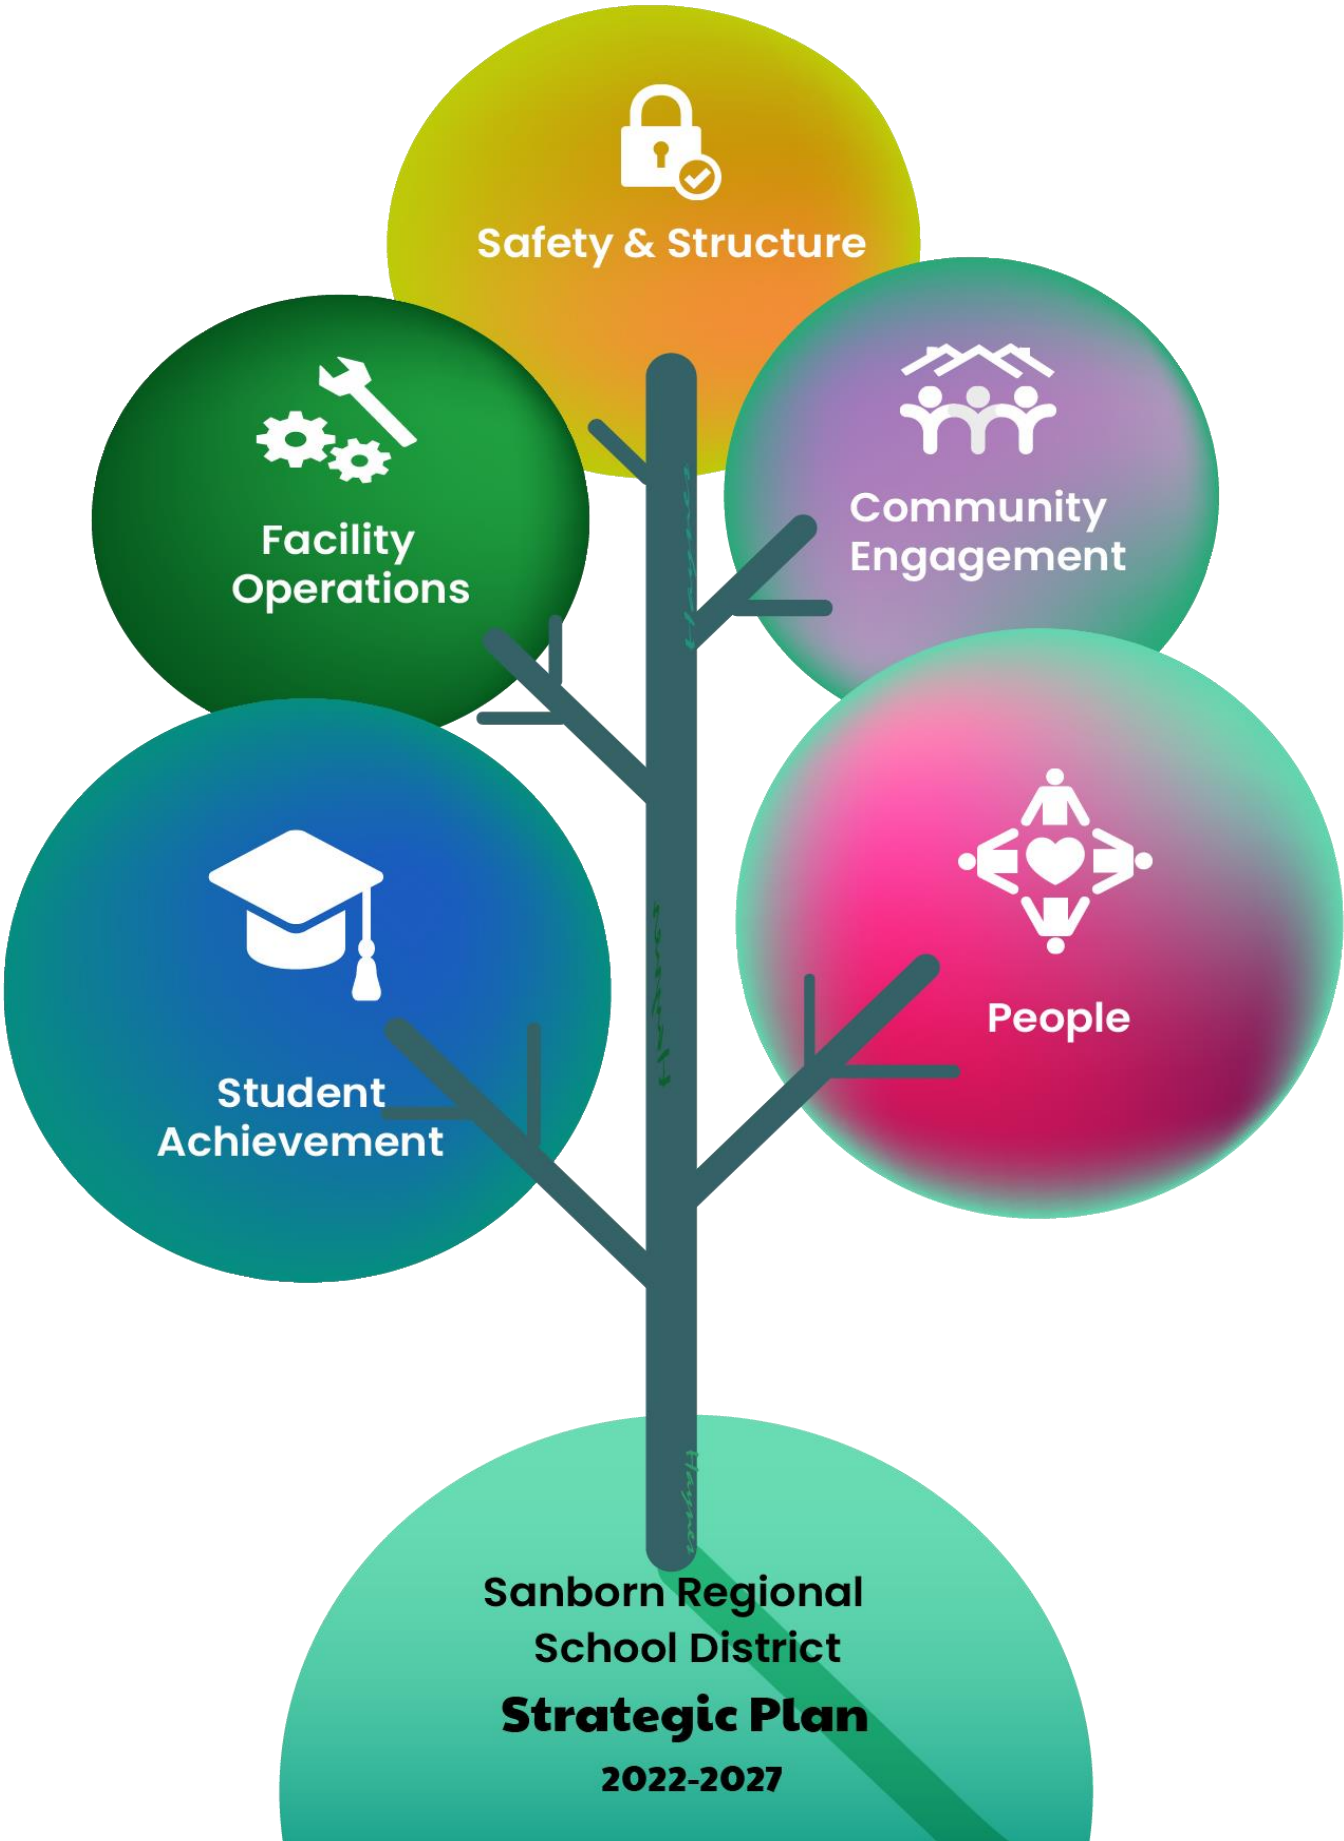 Safety & Structure
Facility
Operations
Community
Engagement
Student
Achievement
People
Sanborn Regional
School District
Strategic Plan
2022-2027